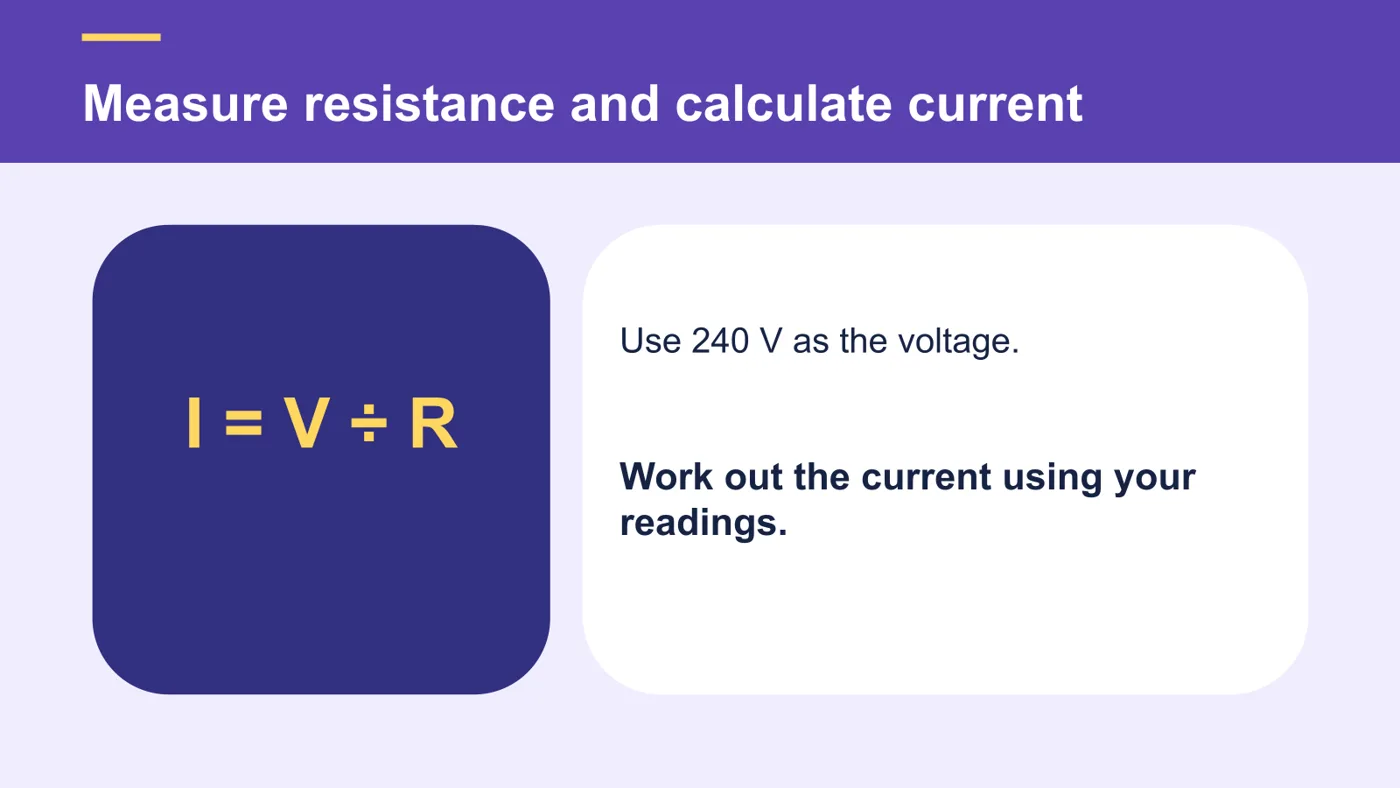 Measure resistance and calculate current
I = V ÷ R
Use 240 V as the voltage.
Work out the current using your
readings.